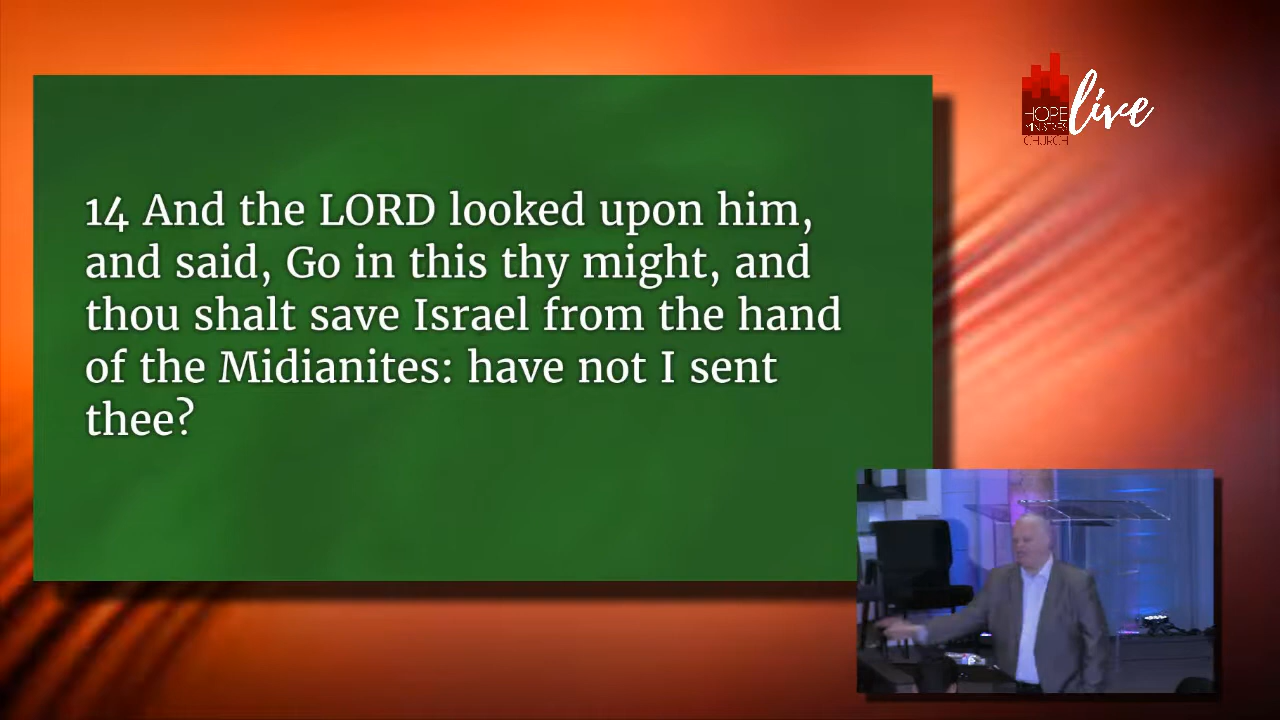 14 And the LORD looked upon him,
and said, Go in this thy might, and
thou shalt save Israel from the hand
of the Midianites: have not I sent
thee?
HOPE
MINISTRIES
CHURCH
live